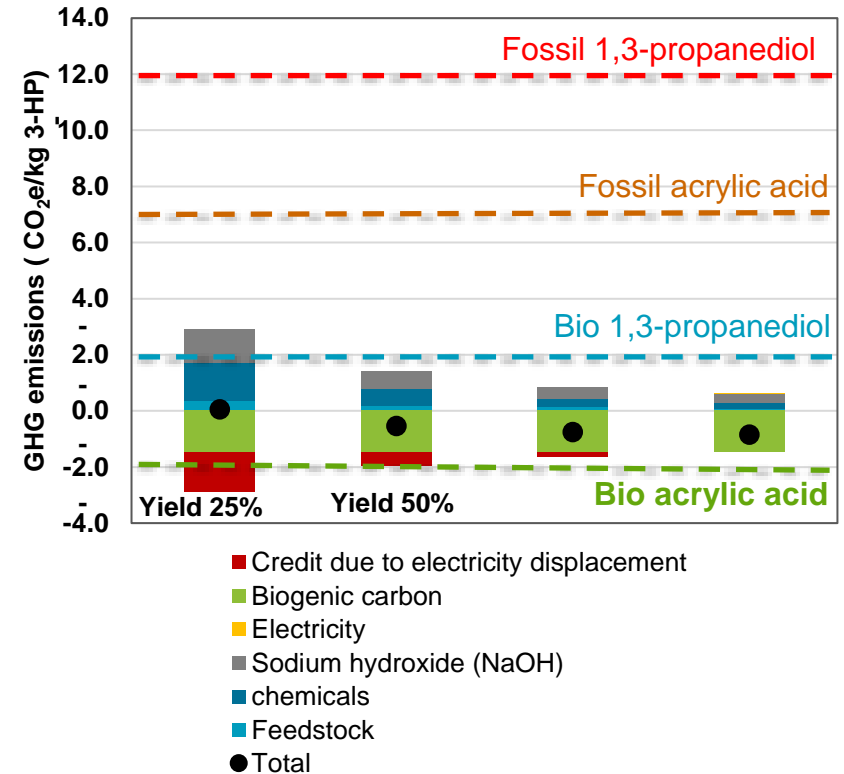 GHG emissions ( CO₂e/kg 3-HP)
14.0
12.0
10.0
8.0
6.0
4.0
2.0
0.0
-2.0
-4.0
Fossil 1,3-propanediol
Fossil acrylic acid
Bio 1,3-propanediol
Bio acrylic acid
Yield 25%
Yield 50%
Credit due to electricity displacement
Biogenic carbon
Electricity
Sodium hydroxide (NaOH)
chemicals
Feedstock
Total